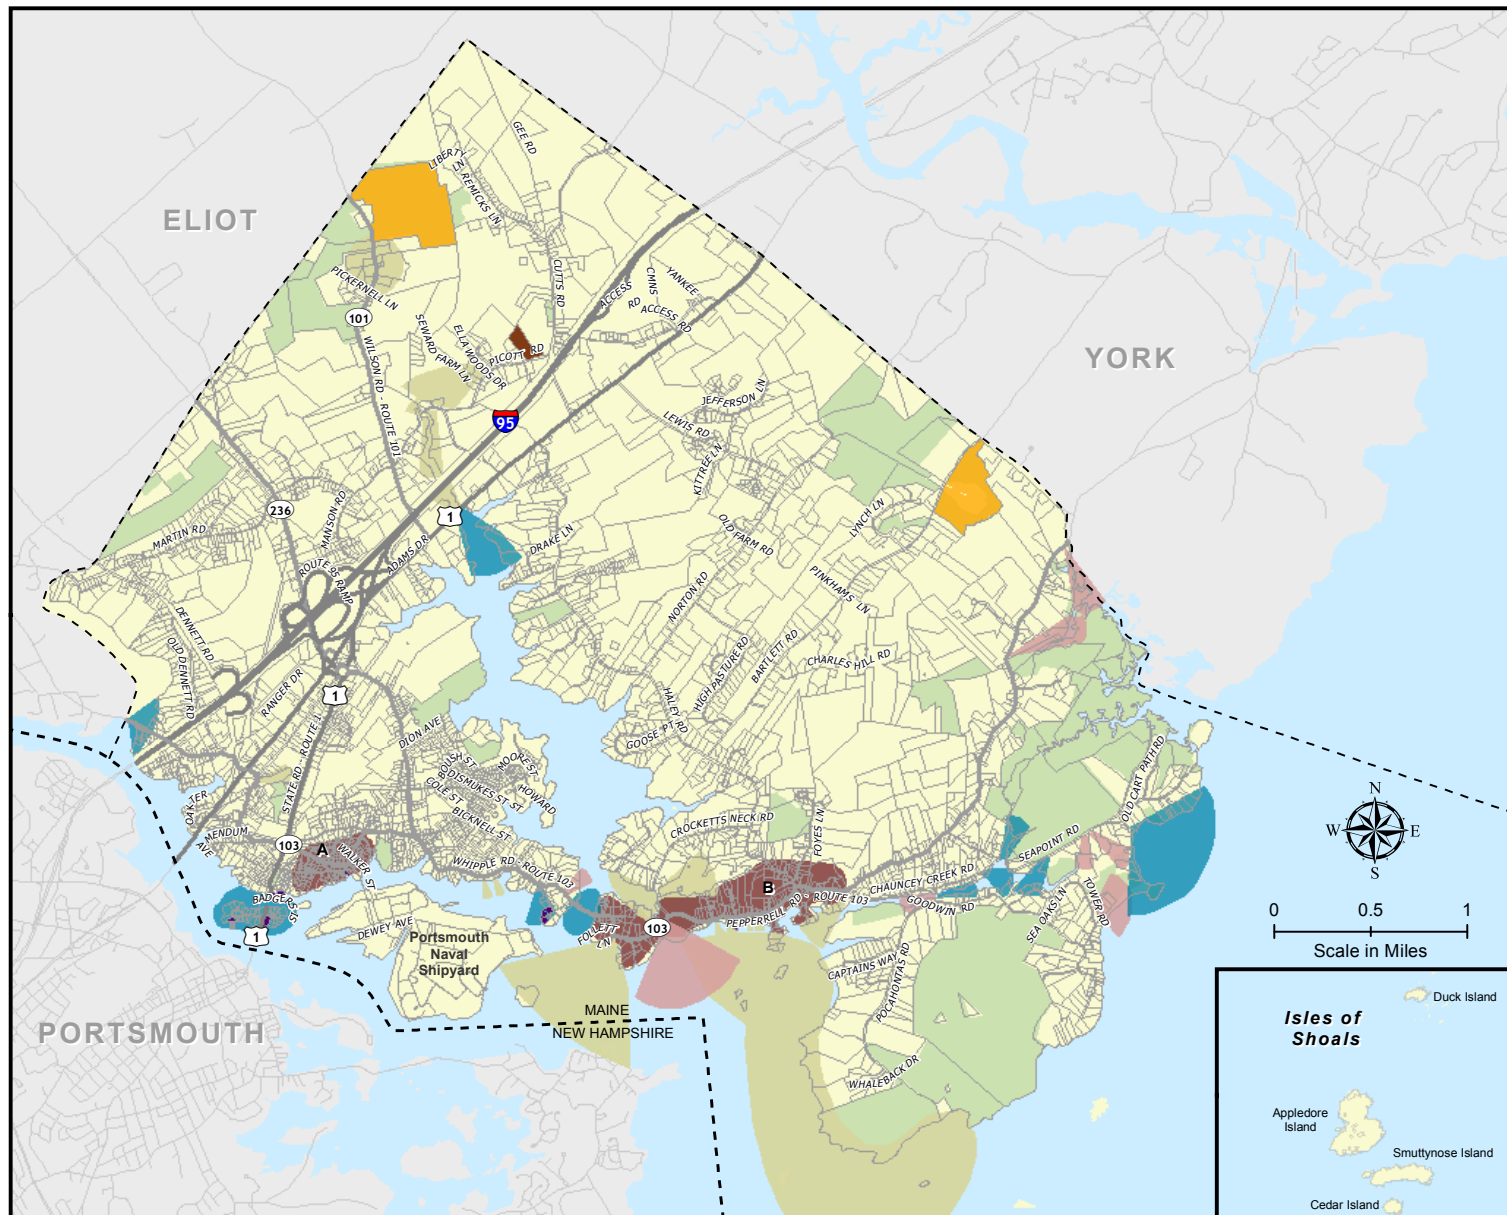 ELIOT
YORK
PORTSMOUTH
GEE RD
LIBERTY
LN
REMICKS LN
CUTTS RD
PICKERNELL LN
101
WILSON RD - ROUTE 101
SEWARD
FARM LN
ELLA WOODS DR
PICOTT RD
ACCESS
RD
CMNS
YANKEE
ACCESS RD
95
JEFFERSON LN
LEWIS RD
KITTREE LN
236
MANSON RD
MARTIN RD
1
ADAMS DR
ROUTE 95 RAMP
DRAKE LN
OLD FARM RD
LYNCH LN
NORTON RD
PINKHAMS LN
DENNETT RD
OLD DENNETT RD
HIGH PASTURE RD
BARTLETT RD
CHARLES HILL RD
RANGER DR
1
HALEY RD
GOOSE PT
STATE RD - ROUTE 1
DION AVE
BOUSH ST
MOORE ST
DISMUKES ST
ST
HOWARD
COLE ST
BICKNELL ST
OLD CART PATH RD
N
W
E
S
OAK TER
MENDUM
AVE
103
A
WALKER ST
WHIPPLE RD - ROUTE 103
CROCKETTS NECK RD
FOYES LN
B
SEAPOINT RD
CHAUNCEY CREEK RD
GOODWIN RD
TOWER RD
SEA OAKS LN
BADGERS
ST
1
DEWEY AVE
Portsmouth
Naval
Shipyard
FOLLETT
LN
103
PEPPERRELL RD - ROUTE 103
CAPTAINS WAY
POCAHONTAS RD
WHALEBACK DR
MAINE
NEW HAMPSHIRE
0
0.5
1
Scale in Miles
Isles of
Shoals
Duck Island
Appledore
Island
Smuttynose Island
Cedar Island